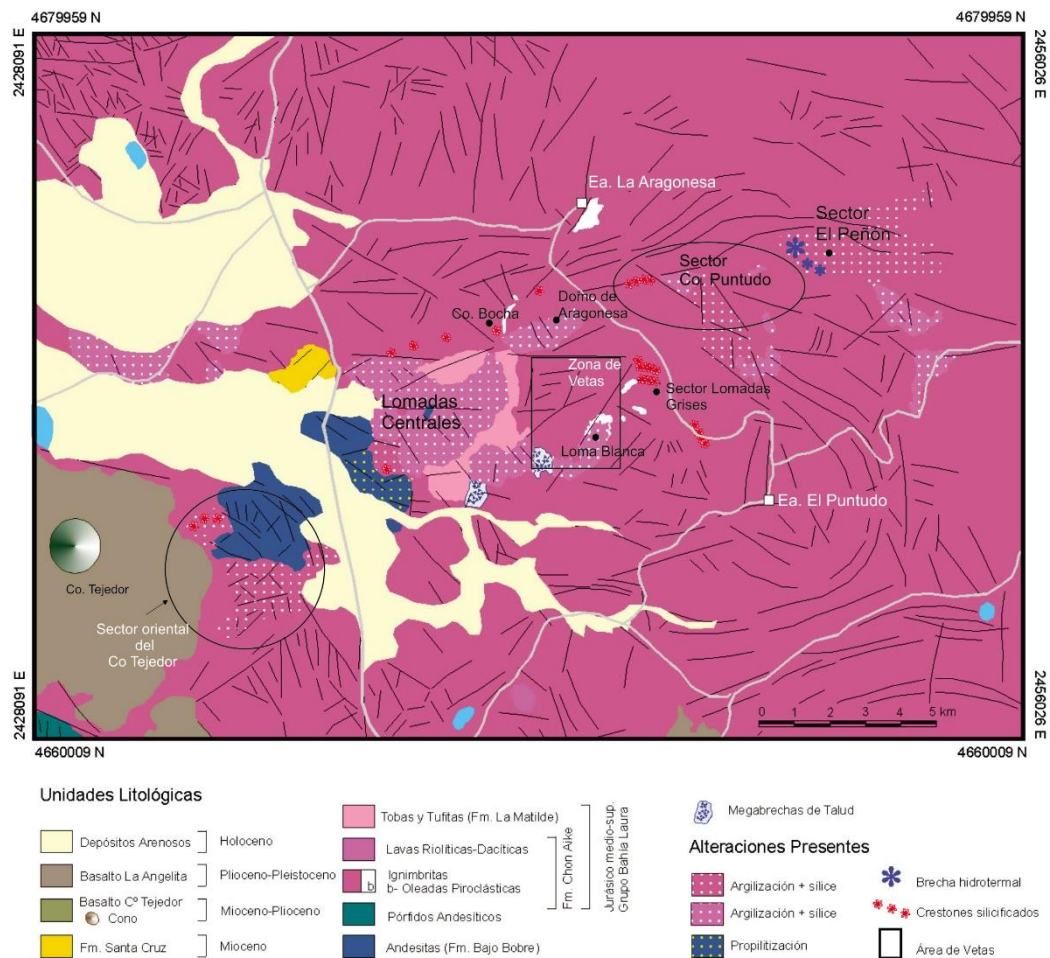 4679959 N
4679959 N
2428091 E
2456026 E
Ea. La Aragonesa
Sector
El Peñón
Sector
Co. Puntudo
Co. Bocha
Domo de
Aragonesa
Zona de
Vetas
Sector Lomadas
Grises
Lomadas
Centrales
Loma Blanca
Ea. El Puntudo
Co. Tejedor
Sector oriental
del
Co Tejedor
0 1 2 3 4 5 km
2428091 E
2456026 E
4660009 N
4660009 N
Unidades Litológicas
Depósitos Arenosos
Holoceno
Basalto La Angelita
Plioceno-Pleistoceno
Basalto Cº Tejedor
Cono
Mioceno-Plioceno
Fm. Santa Cruz
Mioceno
Tobas y Tufitas (Fm. La Matilde)
Lavas Riolíticas-Dacíticas
b
Ignimbritas
b- Oleadas Piroclásticas
Pórfidos Andesíticos
Andesitas (Fm. Bajo Bobre)
Fm. Chon Aike
Jurásico medio-sup.
Grupo Bahía Laura
Megabrechas de Talud
Alteraciones Presentes
Argilización + sílice
Argilización + sílice
Propilitización
Brecha hidrotermal
Crestones silicificados
Área de Vetas